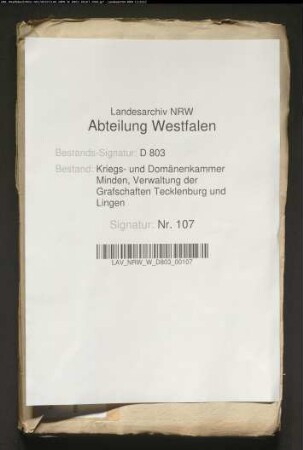 Landesarchiv NRW
Abteilung Westfalen
Bestands-Signatur: D 803
Bestand: Kriegs- und Domänenkammer
Minden, Verwaltung der
Grafschaften Tecklenburg und
Lingen
Signatur: Nr. 107
LAV_NRW_W_D803_00107